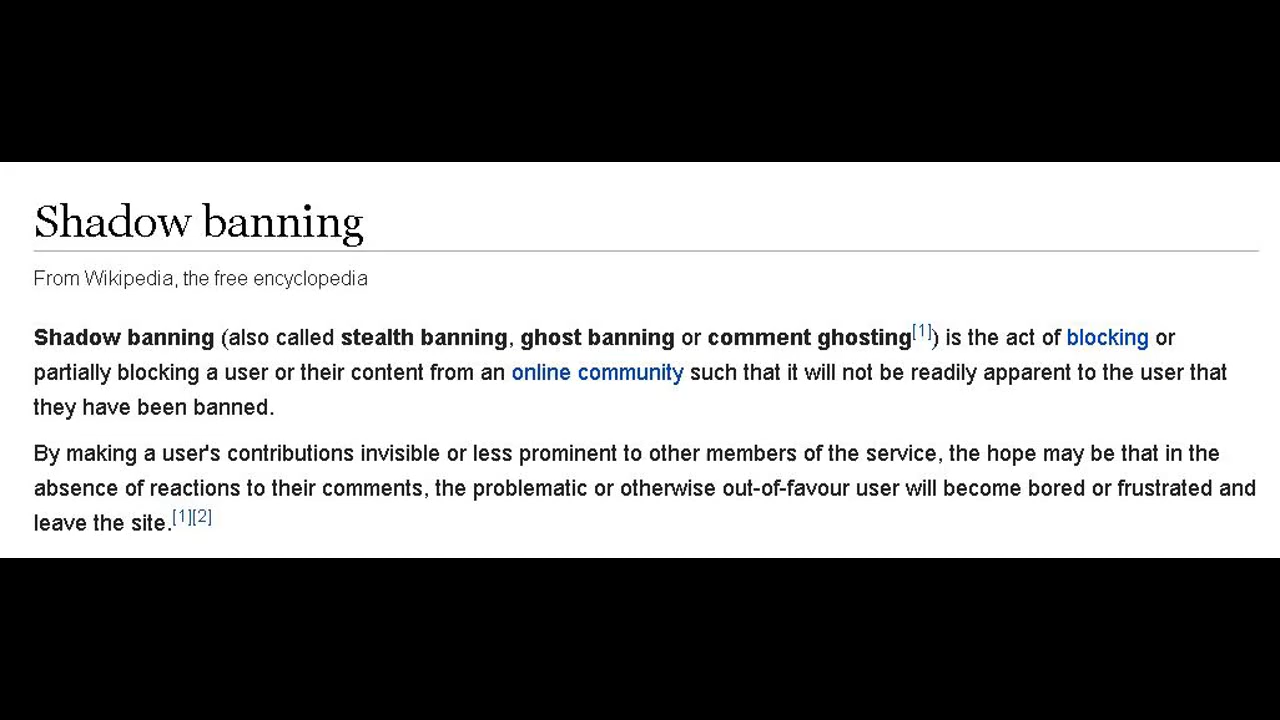 Shadow banning
From Wikipedia, the free encyclopedia
Shadow banning (also called stealth banning, ghost banning or comment ghosting[1]) is the act of blocking or
partially blocking a user or their content from an online community such that it will not be readily apparent to the user that
they have been banned.
By making a user's contributions invisible or less prominent to other members of the service, the hope may be that in the
absence of reactions to their comments, the problematic or otherwise out-of-favour user will become bored or frustrated and
leave the site.[1][2]